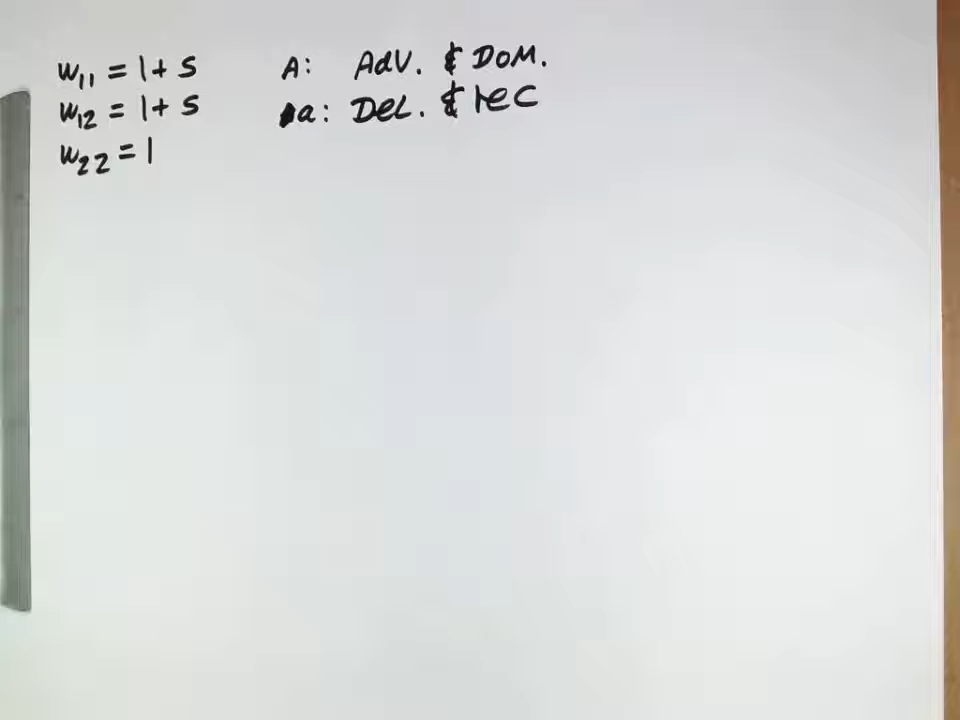 w₁₁ = 1 + s A: Adv. & Dom.
w₁₂ = 1 + s a: Del. & rec
w₂₂ = 1